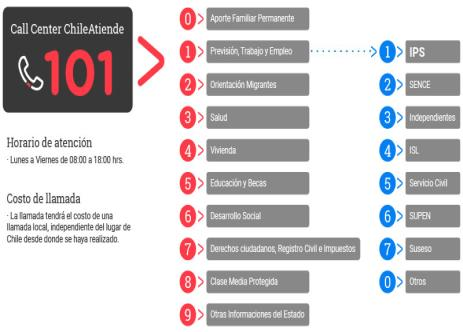 Call Center ChileAtiende
101
Horario de atención
· Lunes a Viernes de 08:00 a 18:00 hrs.
Costo de llamada
· La llamada tendrá el costo de una
llamada local, independiente del lugar de
Chile desde donde se haya realizado.
0 > Aporte Familiar Permanente
1 > Previsión, Trabajo y Empleo
2 > Orientación Migrantes
3 > Salud
4 > Vivienda
5 > Educación y Becas
6 > Desarrollo Social
7 > Derechos ciudadanos, Registro Civil e Impuestos
8 > Clase Media Protegida
9 > Otras Informaciones del Estado
1 > IPS
2 > SENCE
3 > Independientes
4 > ISL
5 > Servicio Civil
6 > SUPEN
7 > Suseso
0 > Otros